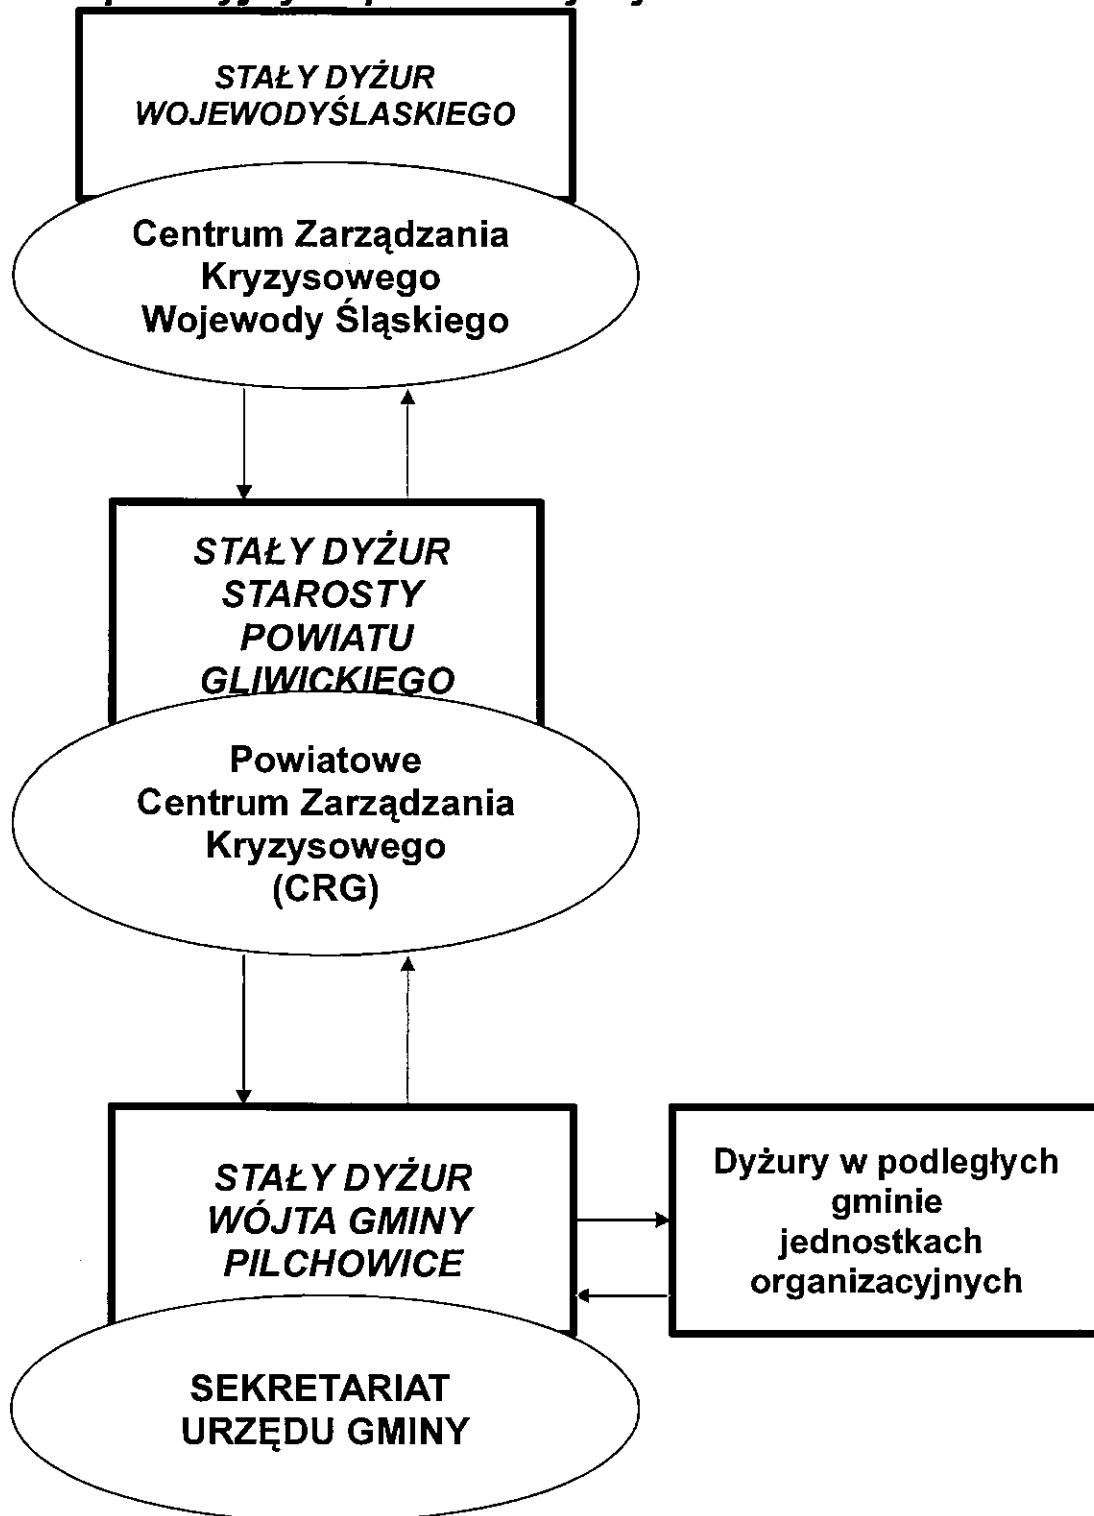 STAŁY DYŻUR
WOJEWODYŚLASKIEGO
Centrum Zarządzania
Kryzysowego
Wojewody Śląskiego
STAŁY DYŻUR
STAROSTY
POWIATU
GLIWICKIEGO
Powiatowe
Centrum Zarządzania
Kryzysowego
(CRG)
STAŁY DYŻUR
WÓJTA GMINY
PILCHOWICE
Dyżury w podległych
gminie
jednostkach
organizacyjnych
SEKRETARIAT
URZĘDU GMINY